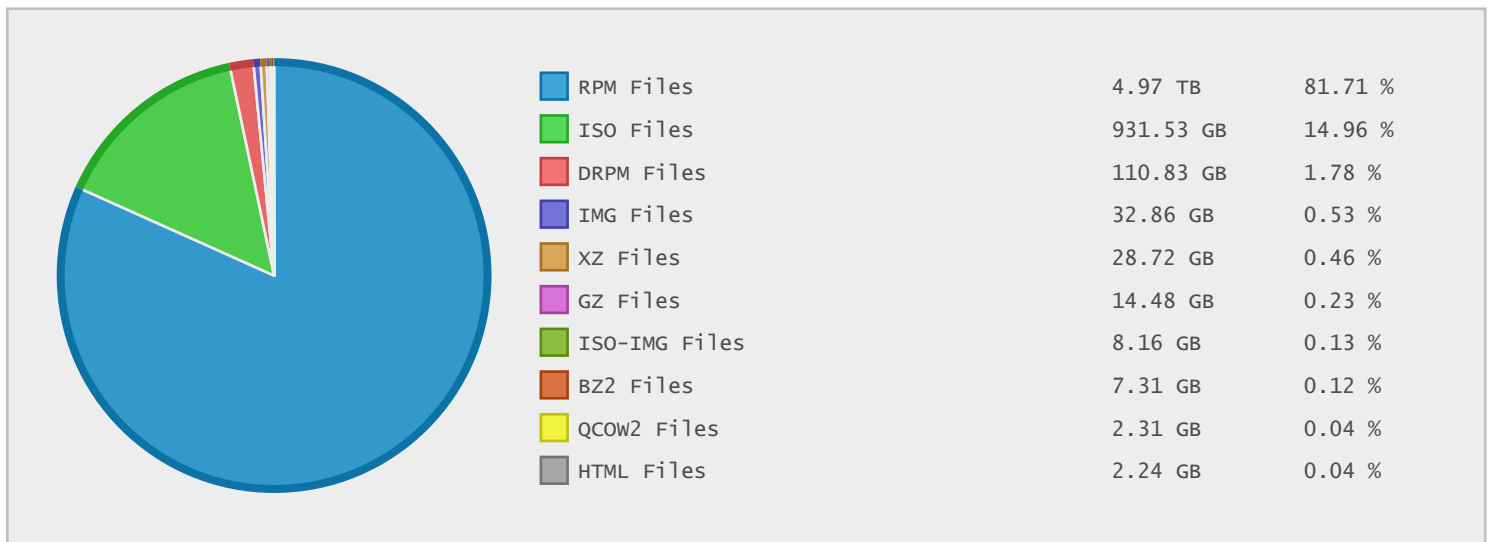 RPM Files 4.97 TB 81.71 %
ISO Files 931.53 GB 14.96 %
DRPM Files 110.83 GB 1.78 %
IMG Files 32.86 GB 0.53 %
XZ Files 28.72 GB 0.46 %
GZ Files 14.48 GB 0.23 %
ISO-IMG Files 8.16 GB 0.13 %
BZ2 Files 7.31 GB 0.12 %
QCOW2 Files 2.31 GB 0.04 %
HTML Files 2.24 GB 0.04 %